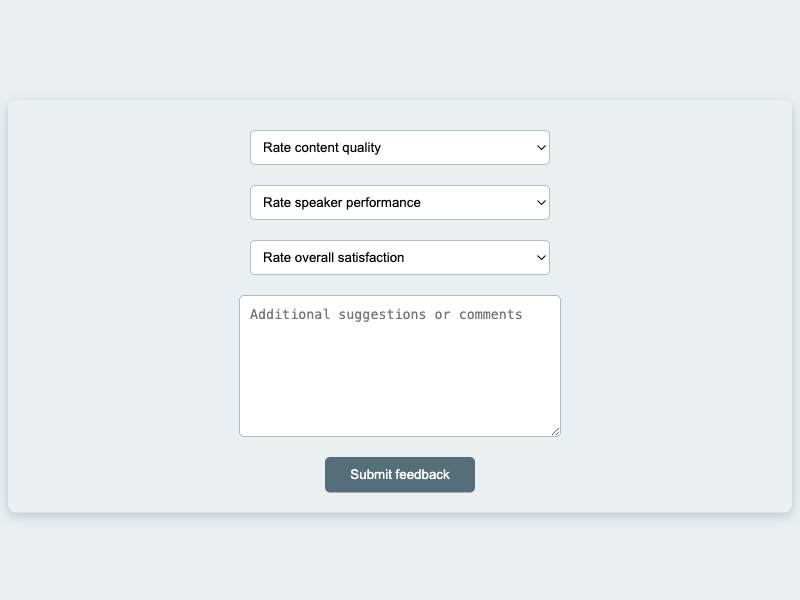 Rate content quality
Rate speaker performance
Rate overall satisfaction
Additional suggestions or comments
Submit feedback